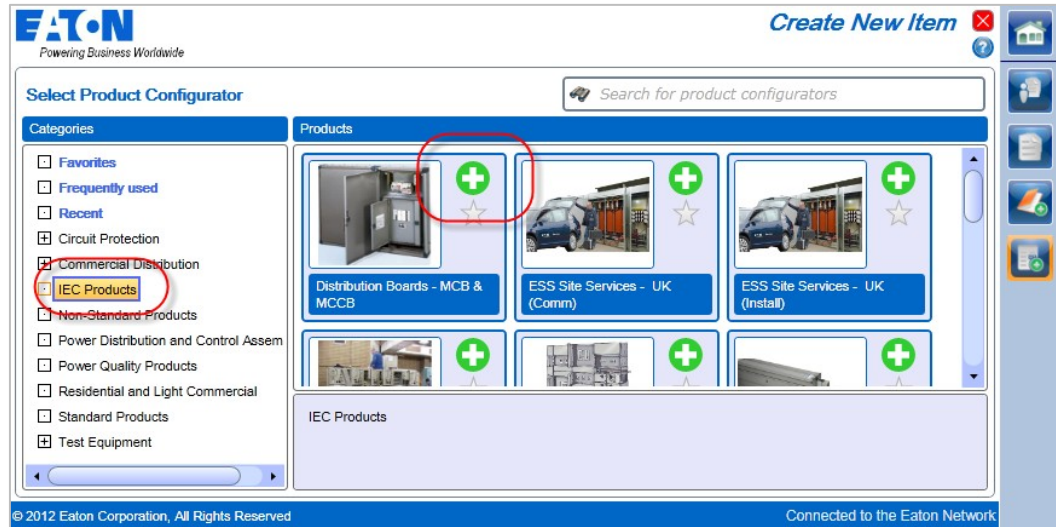 EATON
Powering Business Worldwide
Create New Item
Select Product Configurator
Search for product configurators
Categories
Products
Favorites
Frequently used
Recent
Circuit Protection
Commercial Distribution
IEC Products
Non-Standard Products
Power Distribution and Control Assem
Power Quality Products
Residential and Light Commercial
Standard Products
Test Equipment
Distribution Boards - MCB &
MCCB
ESS Site Services - UK
(Comm)
ESS Site Services - UK
(Install)
IEC Products
© 2012 Eaton Corporation, All Rights Reserved
Connected to the Eaton Network